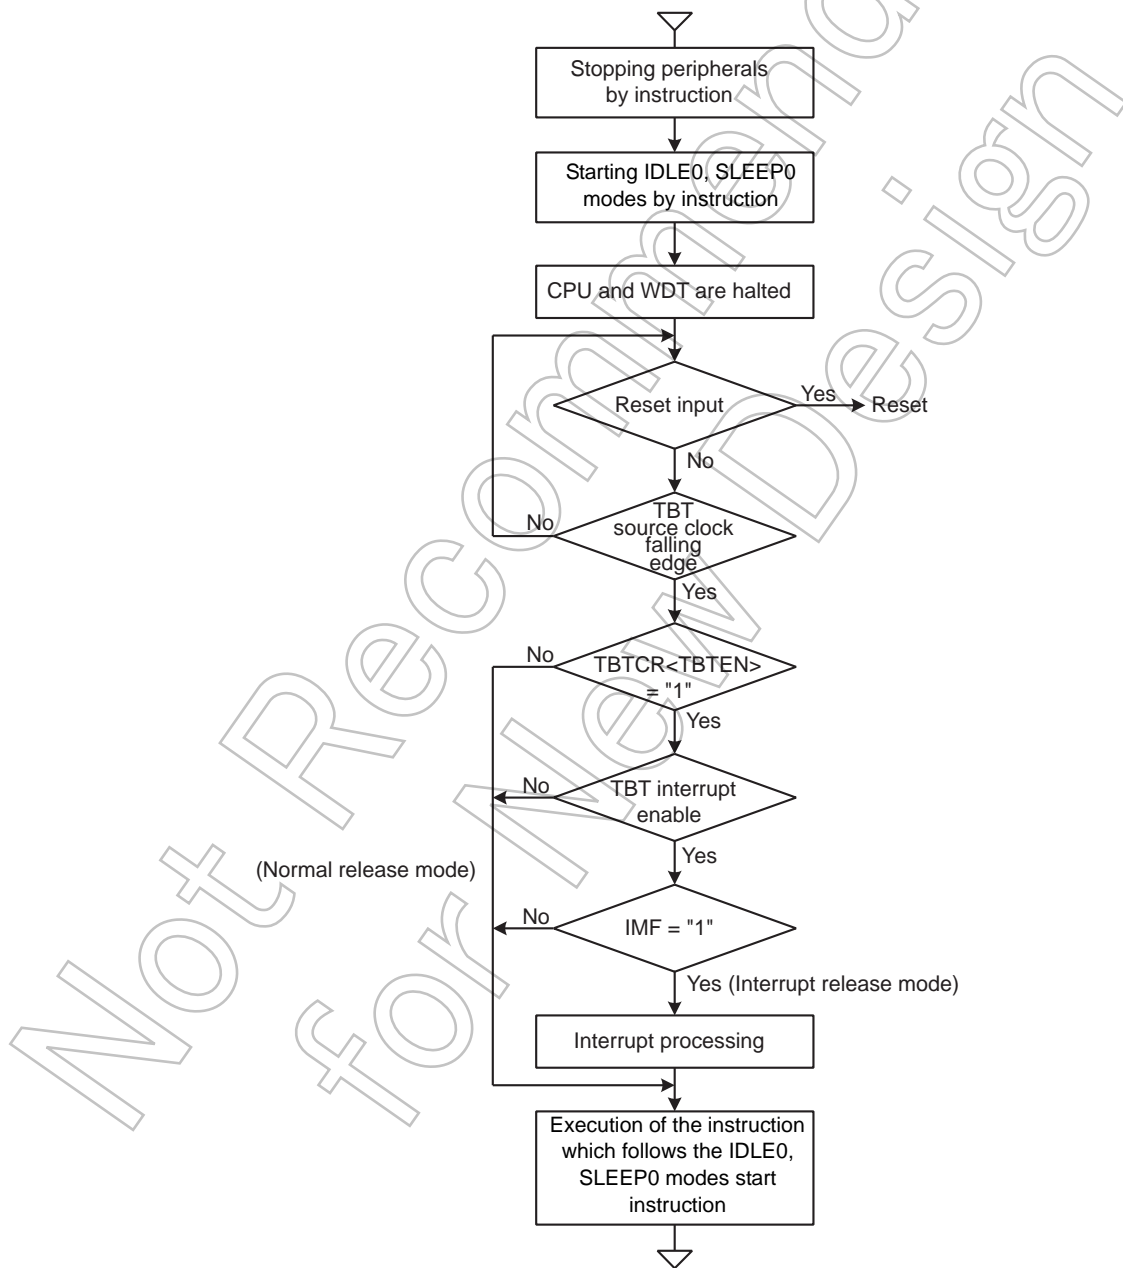 Stopping peripherals
by instruction
Starting IDLE0, SLEEP0
modes by instruction
CPU and WDT are halted
Reset input
Yes
Reset
No
TBT
source clock
falling
edge
No
Yes
TBTCR<TBTEN>
= "1"
No
Yes
TBT interrupt
enable
No
Yes
(Normal release mode)
IMF = "1"
No
Yes (Interrupt release mode)
Interrupt processing
Execution of the instruction
which follows the IDLE0,
SLEEP0 modes start
instruction
Not Recommend
for New Design